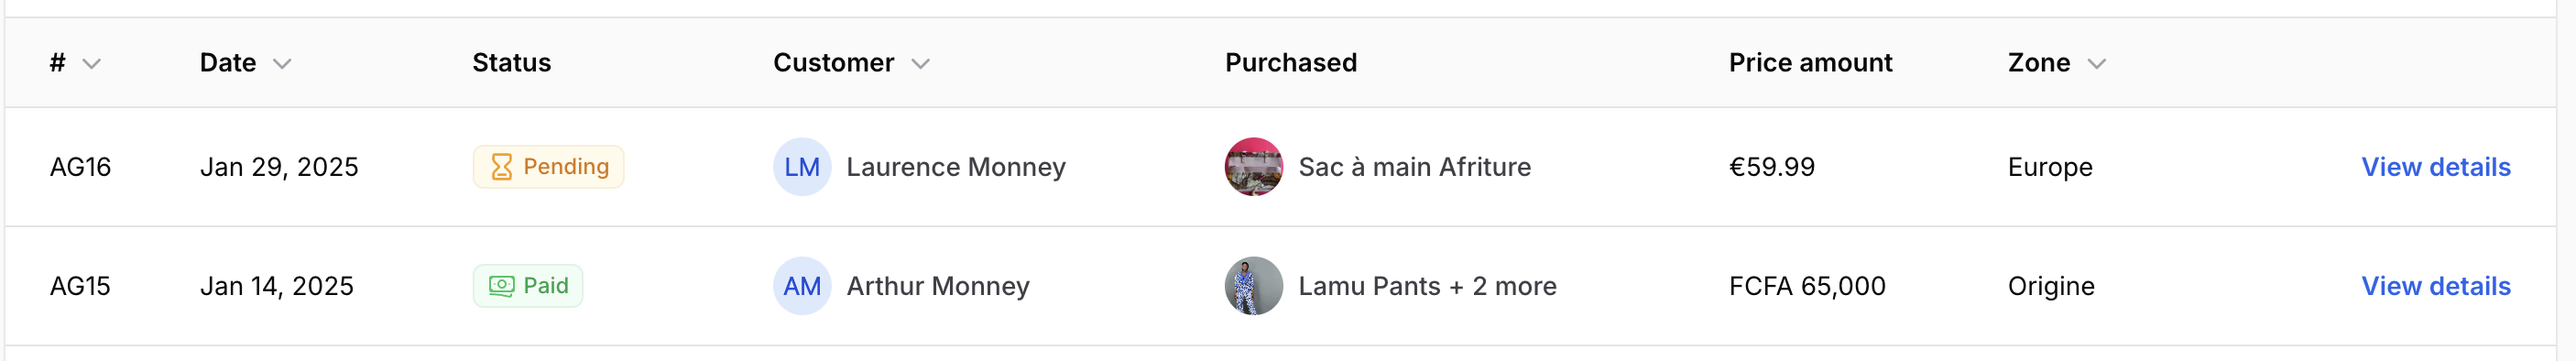 # Date Status Customer Purchased Price amount Zone
AG16 Jan 29, 2025 Pending LM Laurence Monney Sac à main Afriture €59.99 Europe View details
AG15 Jan 14, 2025 Paid AM Arthur Monney Lamu Pants + 2 more FCFA 65,000 Origine View details